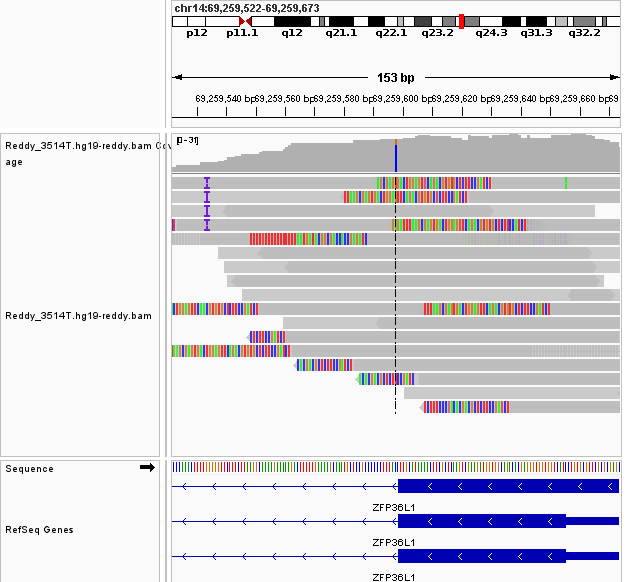 chr14:69,259,522-69,259,673
p12 p11.1 q12 q21.1 q22.1 q23.2 q24.3 q31.3 q32.2
153 bp
69,259,540 bp 69,259,560 bp 69,259,580 bp 69,259,600 bp 69,259,620 bp 69,259,640 bp 69,259,660 bp 69
Reddy_3514T.hg19-reddy.bam Cov
age
[0-31]
I
I
I
I
Reddy_3514T.hg19-reddy.bam
Sequence
ZFP36L1
RefSeq Genes
ZFP36L1
ZFP36L1